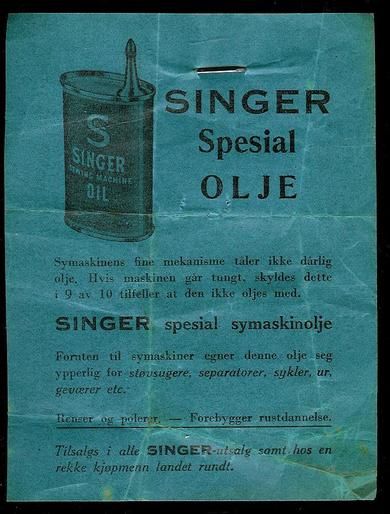 S
SINGER
SEWING MACHINE
OIL
SINGER
Spesial
OLJE
Symaskinens fine mekanisme tåler ikke dårlig
olje. Hvis maskinen går tungt, skyldes dette
i 9 av 10 tilfeller at den ikke oljes med.
SINGER spesial symaskinolje
Foruten til symaskiner egner denne olje seg
ypperlig for støvsugere, separatorer, sykler, ur,
geværer etc.
Renser og polerer. — Forebygger rustdannelse.
Tilsalgs i alle SINGER-utsalg samt hos en
rekke kjøpmenn landet rundt.